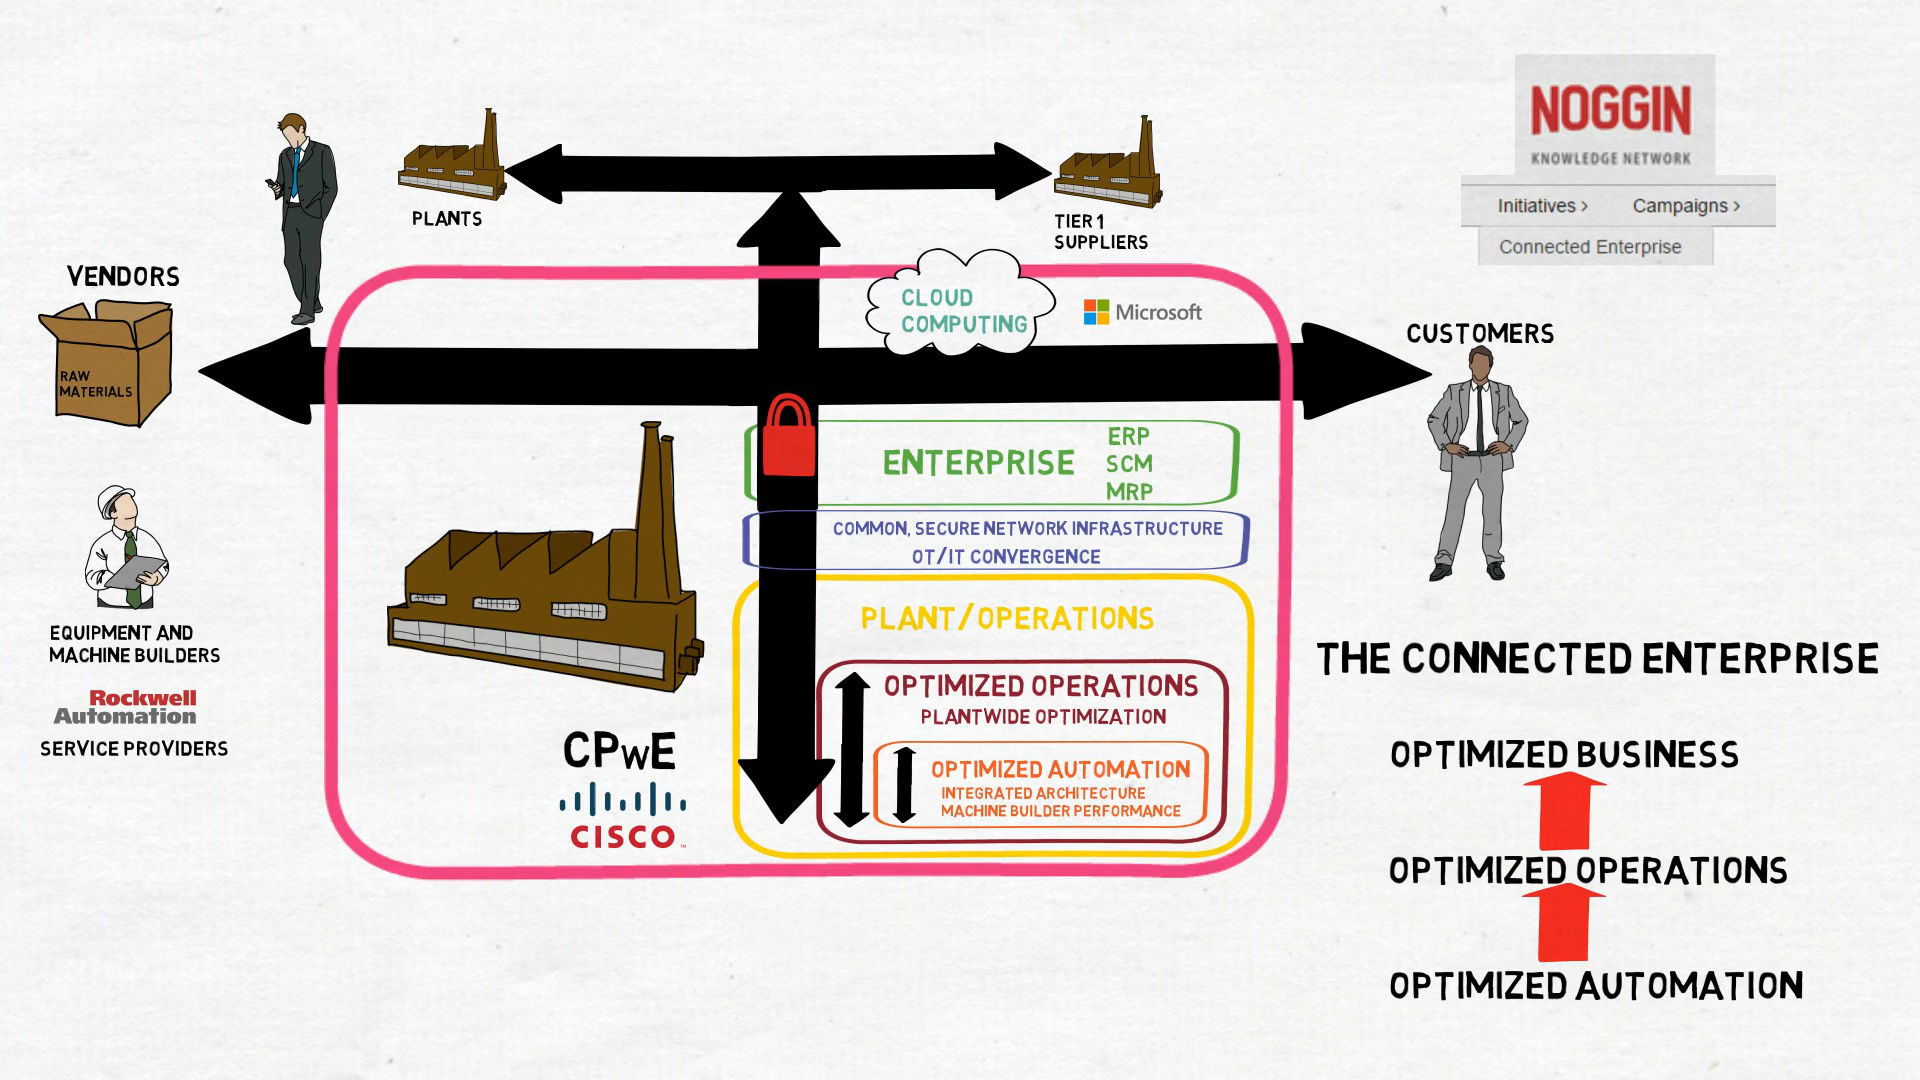 NOGGIN
KNOWLEDGE NETWORK
Initiatives > Campaigns >
Connected Enterprise
PLANTS
TIER 1
SUPPLIERS
VENDORS
RAW
MATERIALS
CLOUD
COMPUTING
Microsoft
CUSTOMERS
ENTERPRISE
ERP
SCM
MRP
COMMON, SECURE NETWORK INFRASTRUCTURE
OT/IT CONVERGENCE
PLANT/OPERATIONS
OPTIMIZED OPERATIONS
PLANTWIDE OPTIMIZATION
OPTIMIZED AUTOMATION
INTEGRATED ARCHITECTURE
MACHINE BUILDER PERFORMANCE
CPwE
CISCO
EQUIPMENT AND
MACHINE BUILDERS
Rockwell
Automation
SERVICE PROVIDERS
THE CONNECTED ENTERPRISE
OPTIMIZED BUSINESS
OPTIMIZED OPERATIONS
OPTIMIZED AUTOMATION